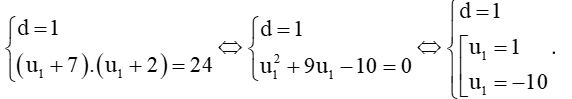 {d = 1, (u₁ + 7).(u₁ + 2) = 24 ⇔ {d = 1, u₁² + 9u₁ − 10 = 0 ⇔ {d = 1, [u₁ = 1, u₁ = −10 .